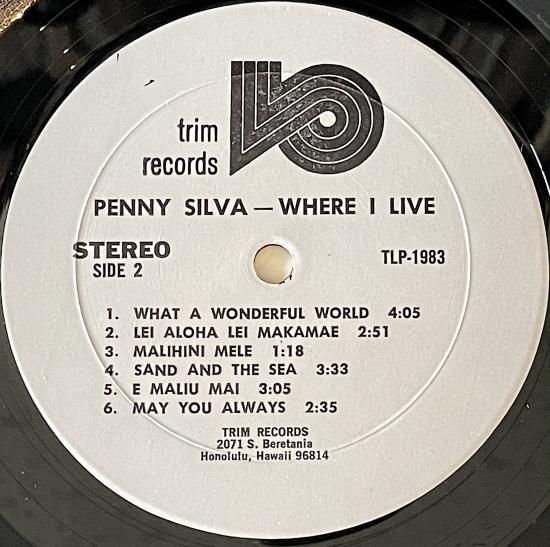 trim
records
PENNY SILVA — WHERE I LIVE
STEREO
SIDE 2
TLP-1983
1. WHAT A WONDERFUL WORLD 4:05
2. LEI ALOHA LEI MAKAMAE 2:51
3. MALIHINI MELE 1:18
4. SAND AND THE SEA 3:33
5. E MALIU MAI 3:05
6. MAY YOU ALWAYS 2:35
TRIM RECORDS
2071 S. Beretania
Honolulu, Hawaii 96814